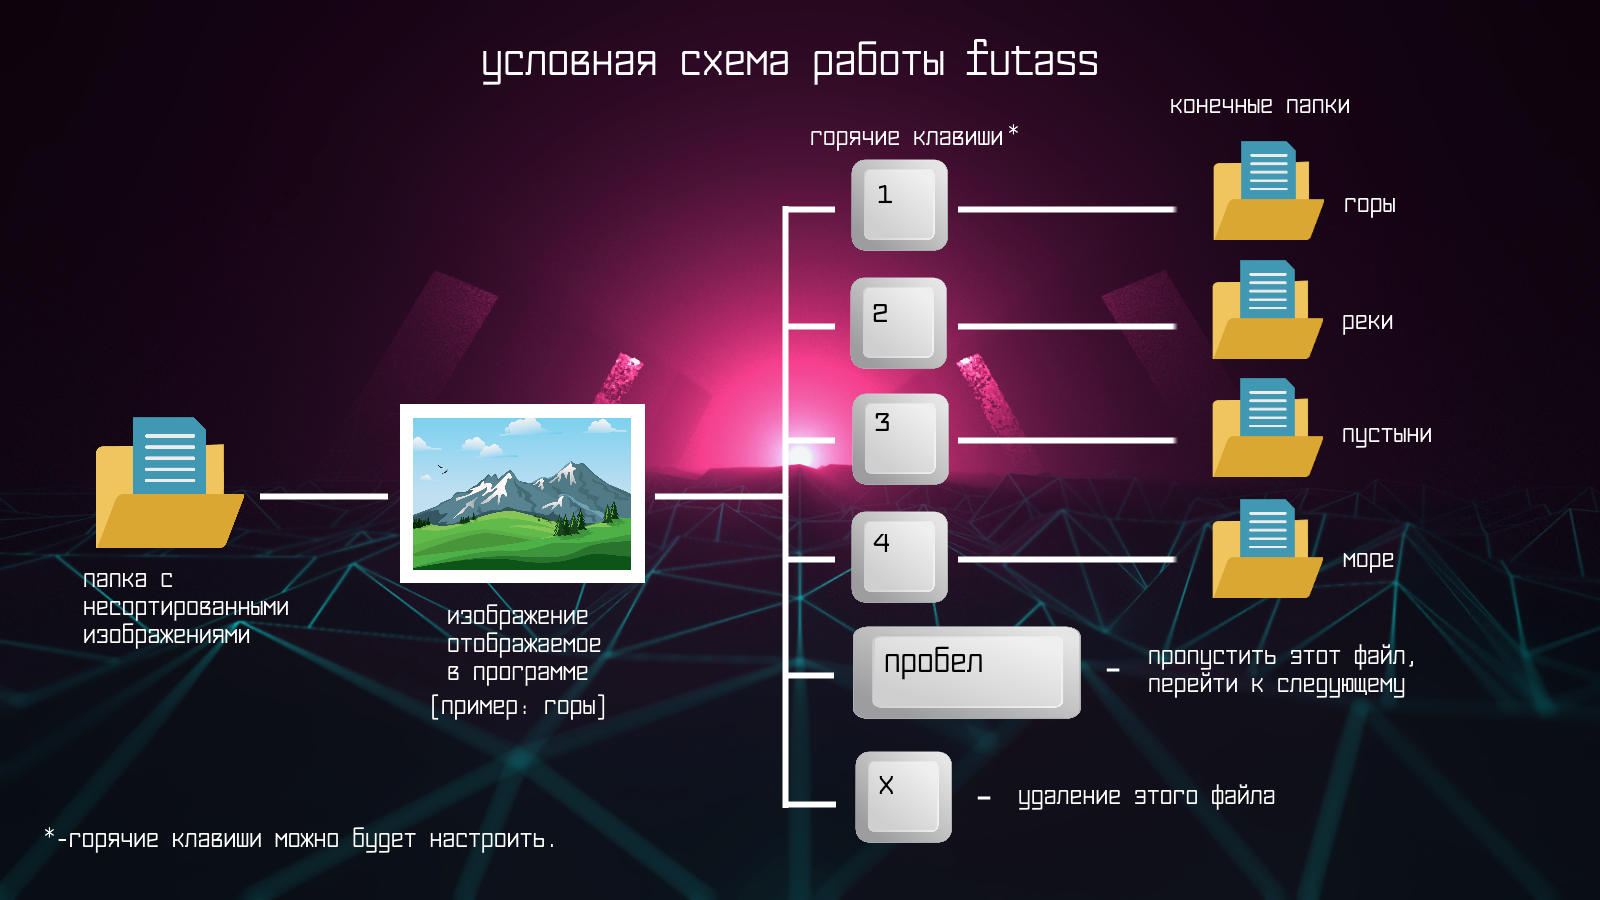 условная схема работы futass
конечные папки
горячие клавиши*
1
горы
2
реки
3
пустыни
4
море
папка с
несортированными
изображениями
изображение
отображаемое
в программе
[пример: горы]
пробел
- пропустить этот файл,
перейти к следующему
X
- удаление этого файла
*-горячие клавиши можно будет настроить.